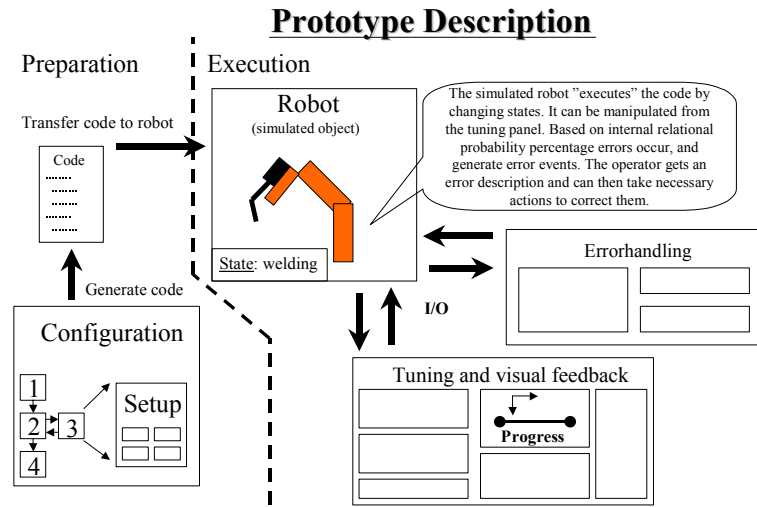 Prototype Description
Preparation
Execution
Transfer code to robot
Code
Generate code
Configuration
1
2
3
4
Setup
Robot
(simulated object)
State: welding
The simulated robot ”executes” the code by
changing states. It can be manipulated from
the tuning panel. Based on internal relational
probability percentage errors occur, and
generate error events. The operator gets an
error description and can then take necessary
actions to correct them.
Errorhandling
I/O
Tuning and visual feedback
Progress